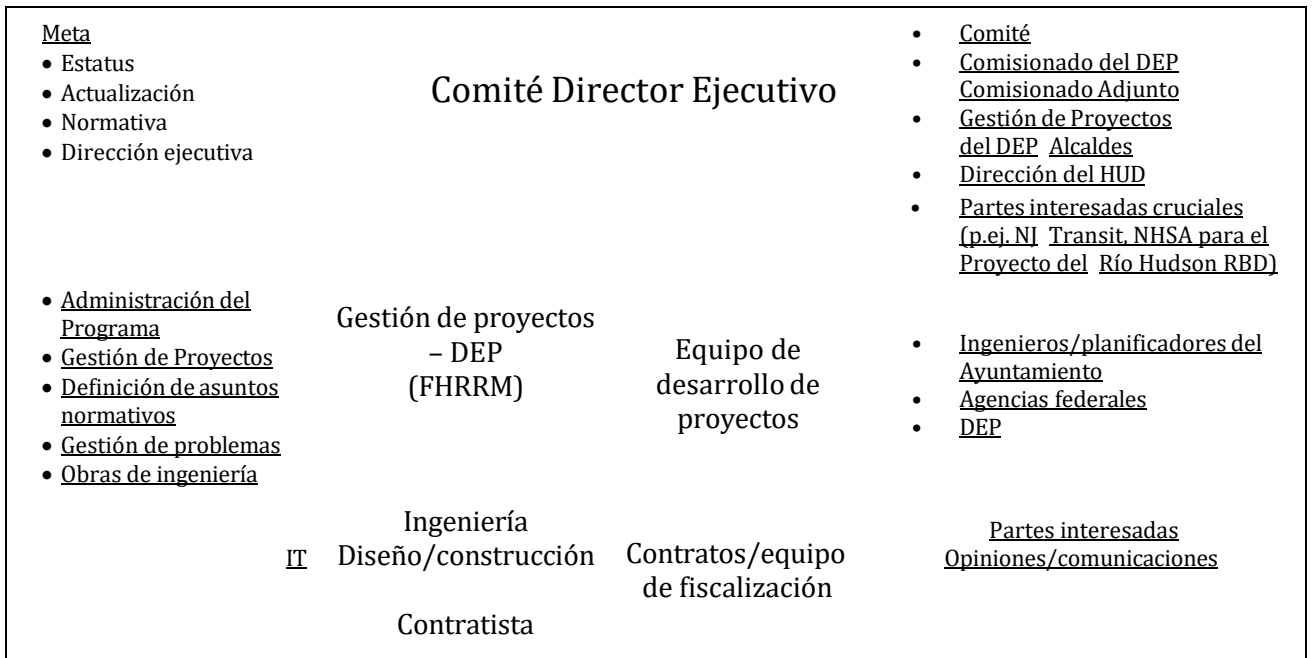 Meta
• Estatus
• Actualización
• Normativa
• Dirección ejecutiva
Comité Director Ejecutivo
• Comité
• Comisionado del DEP
Comisionado Adjunto
• Gestión de Proyectos
del DEP Alcaldes
• Dirección del HUD
• Partes interesadas cruciales
(p.ej. NJ Transit, NHSA para el
Proyecto del Río Hudson RBD)
• Administración del
Programa
• Gestión de Proyectos
• Definición de asuntos
normativos
• Gestión de problemas
• Obras de ingeniería
Gestión de proyectos
– DEP
(FHRRM)
Equipo de
desarrollo de
proyectos
• Ingenieros/planificadores del
Ayuntamiento
• Agencias federales
• DEP
IT
Ingeniería
Diseño/construcción
Contratista
Contratos/equipo
de fiscalización
Partes interesadas
Opiniones/comunicaciones